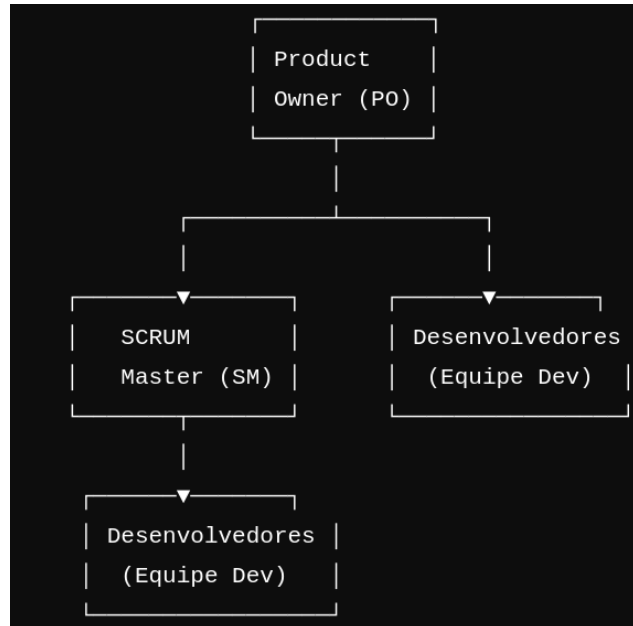 Product
Owner (PO)
SCRUM
Master (SM)
Desenvolvedores
(Equipe Dev)
Desenvolvedores
(Equipe Dev)